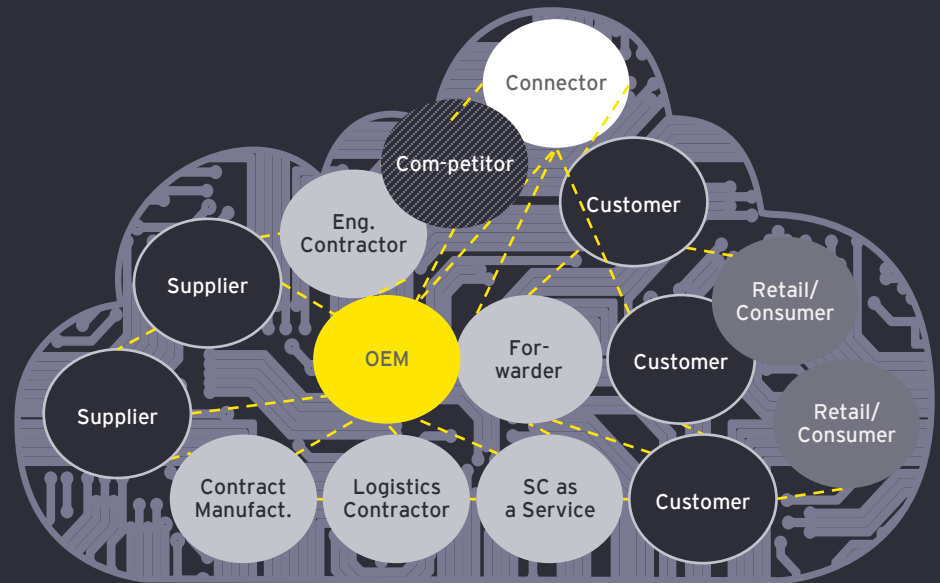 Connector
Com-petitor
Customer
Eng.
Contractor
Supplier
Retail/
Consumer
OEM
For-
warder
Customer
Supplier
Retail/
Consumer
Contract
Manufact.
Logistics
Contractor
SC as
a Service
Customer